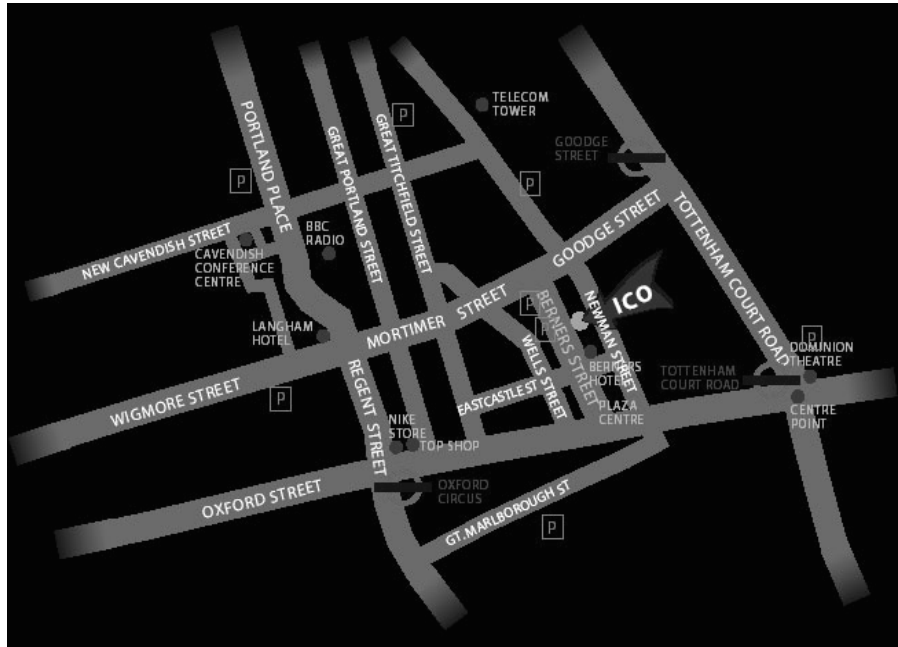 TELECOM
TOWER
P
GOODGE
STREET
PORTLAND PLACE
GREAT PORTLAND STREET
GREAT TITCHFIELD STREET
P
P
GOODGE STREET
TOTTENHAM COURT ROAD
NEW CAVENDISH STREET
CAVENDISH
CONFERENCE
CENTRE
BBC
RADIO
ICO
P
P
BERNERS STREET
NEWMAN STREET
LANGHAM
HOTEL
MORTIMER STREET
WELLS STREET
P
DOMINION
THEATRE
TOTTENHAM
COURT ROAD
BERNERS
HOTEL
WIGMORE STREET
P
REGENT STREET
EASTCASTLE ST
PLAZA
CENTRE
CENTRE
POINT
NIKE
STORE
TOP SHOP
OXFORD STREET
OXFORD
CIRCUS
GT. MARLBOROUGH ST
P